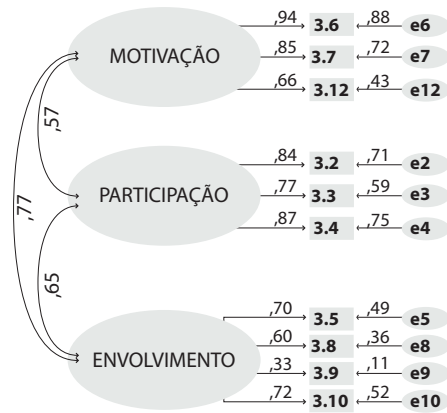 ,94 3.6 ,88 e6
MOTIVAÇÃO ,85 3.7 ,72 e7
,66 3.12 ,43 e12
,57
,84 3.2 ,71 e2
PARTICIPAÇÃO ,77 3.3 ,59 e3
,87 3.4 ,75 e4
,77
,65
,70 3.5 ,49 e5
ENVOLVIMENTO ,60 3.8 ,36 e8
,33 3.9 ,11 e9
,72 3.10 ,52 e10